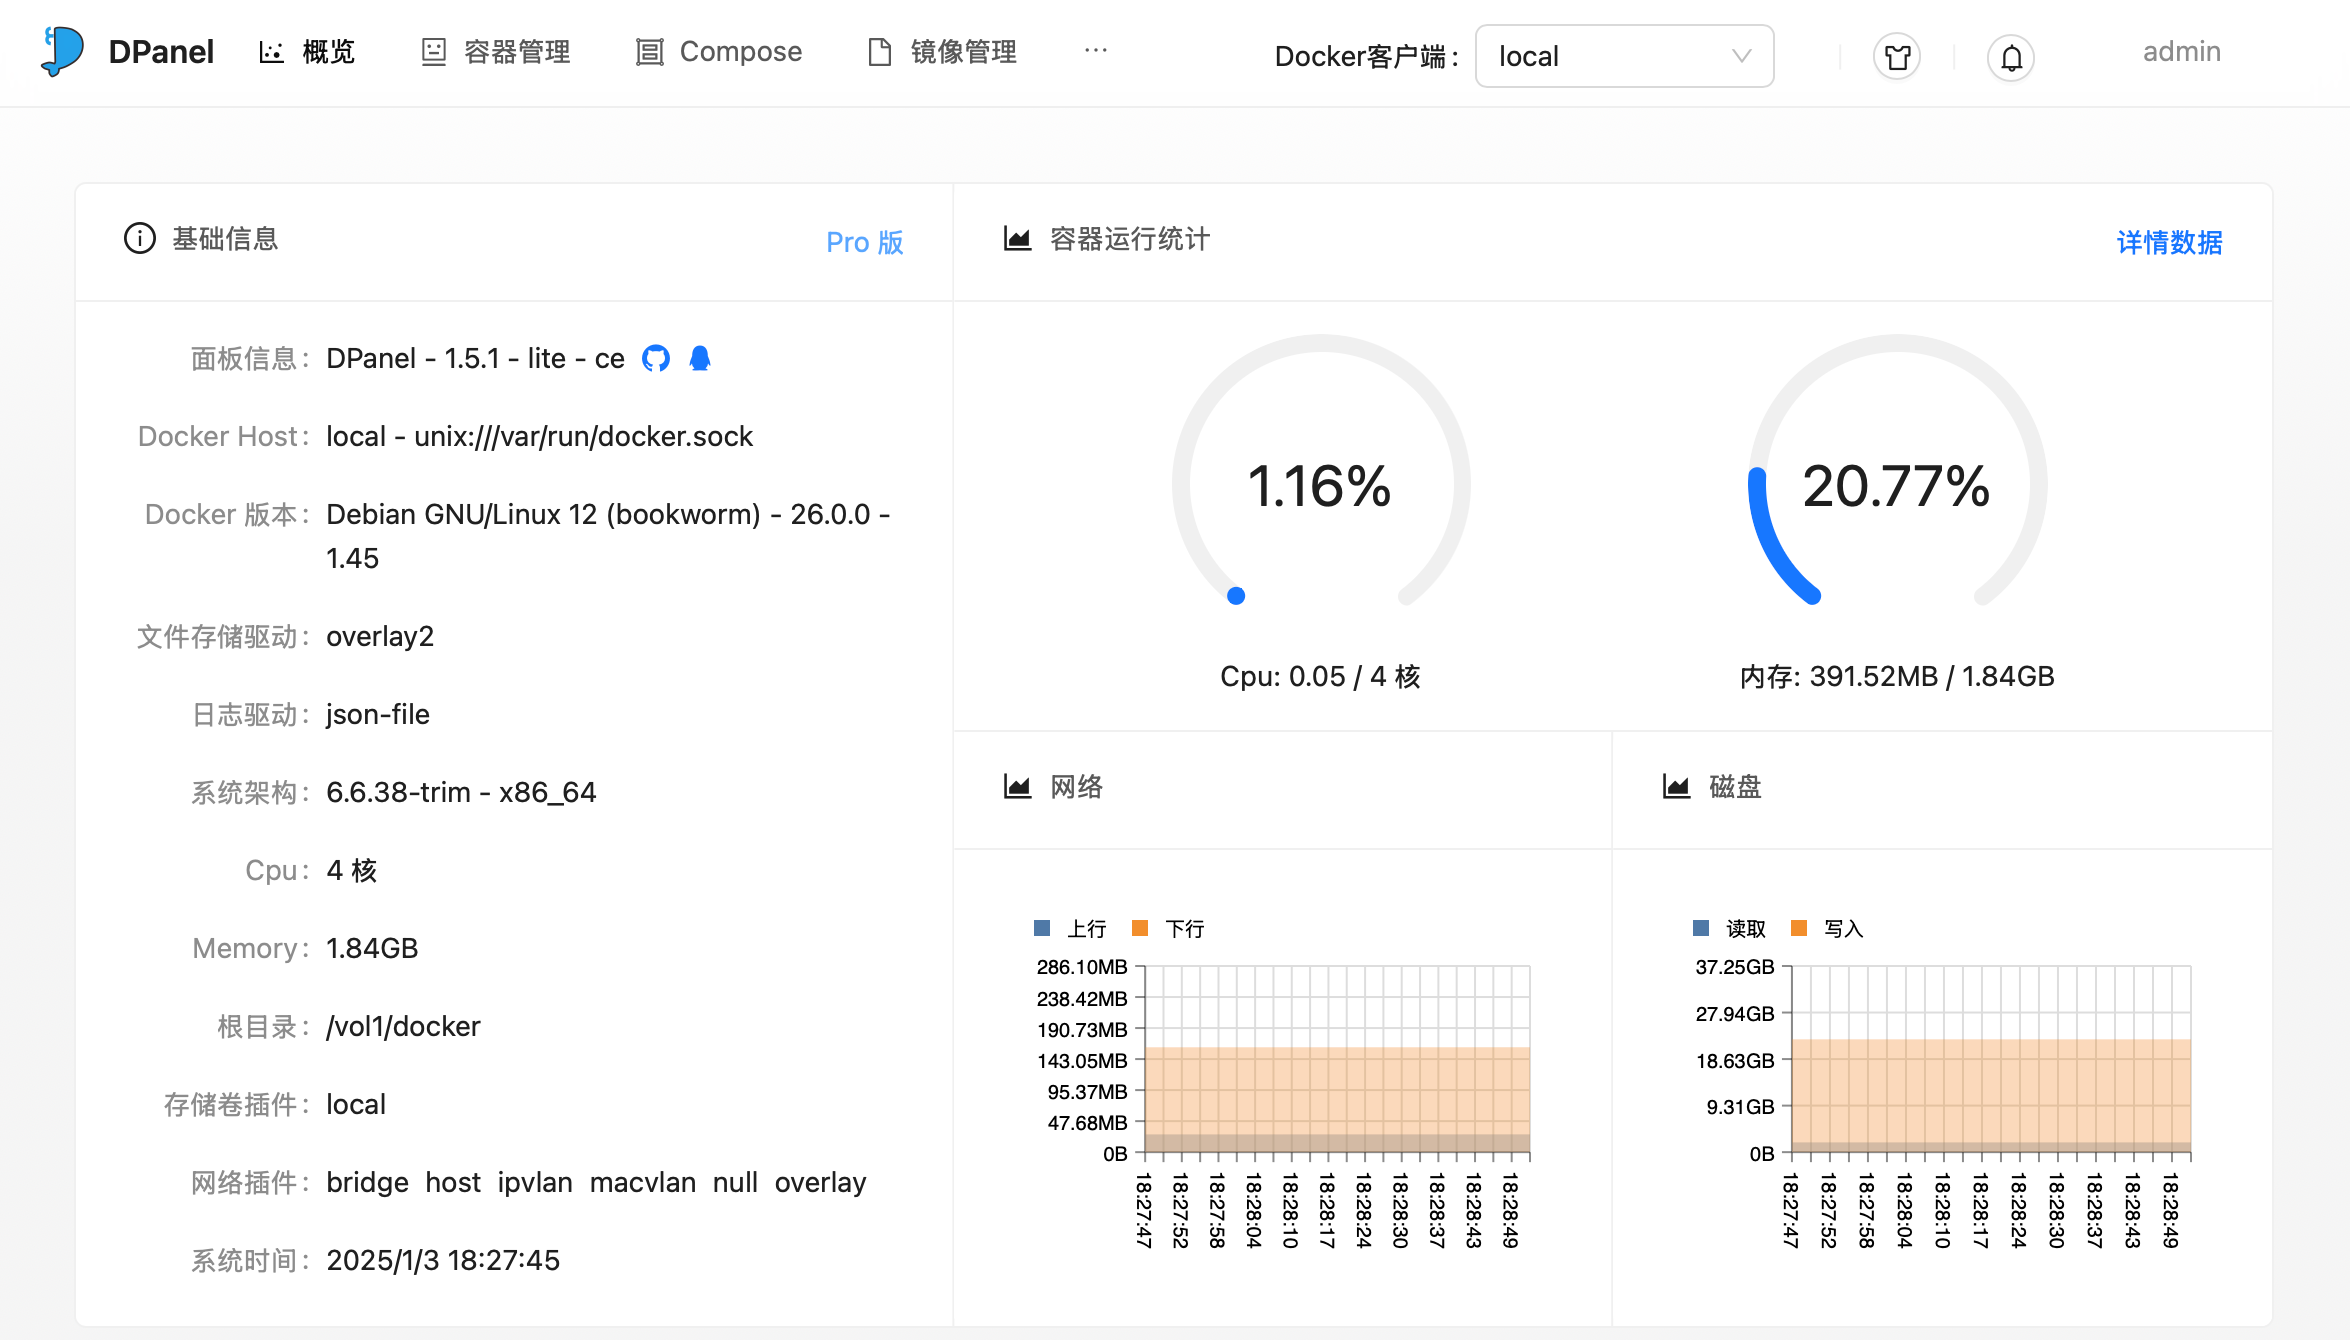 DPanel
概览
容器管理
Compose
镜像管理
···
Docker客户端：
local
admin
基础信息
Pro 版
面板信息： DPanel - 1.5.1 - lite - ce
Docker Host： local - unix:///var/run/docker.sock
Docker 版本： Debian GNU/Linux 12 (bookworm) - 26.0.0 -
1.45
文件存储驱动： overlay2
日志驱动： json-file
系统架构： 6.6.38-trim - x86_64
Cpu： 4 核
Memory： 1.84GB
根目录： /vol1/docker
存储卷插件： local
网络插件： bridge host ipvlan macvlan null overlay
系统时间： 2025/1/3 18:27:45
容器运行统计
详情数据
1.16%
Cpu: 0.05 / 4 核
20.77%
内存: 391.52MB / 1.84GB
网络
上行 下行
286.10MB
238.42MB
190.73MB
143.05MB
95.37MB
47.68MB
0B
18:27:47
18:27:52
18:27:58
18:28:04
18:28:10
18:28:17
18:28:24
18:28:30
18:28:37
18:28:43
18:28:49
磁盘
读取 写入
37.25GB
27.94GB
18.63GB
9.31GB
0B
18:27:47
18:27:52
18:27:58
18:28:04
18:28:10
18:28:17
18:28:24
18:28:30
18:28:37
18:28:43
18:28:49